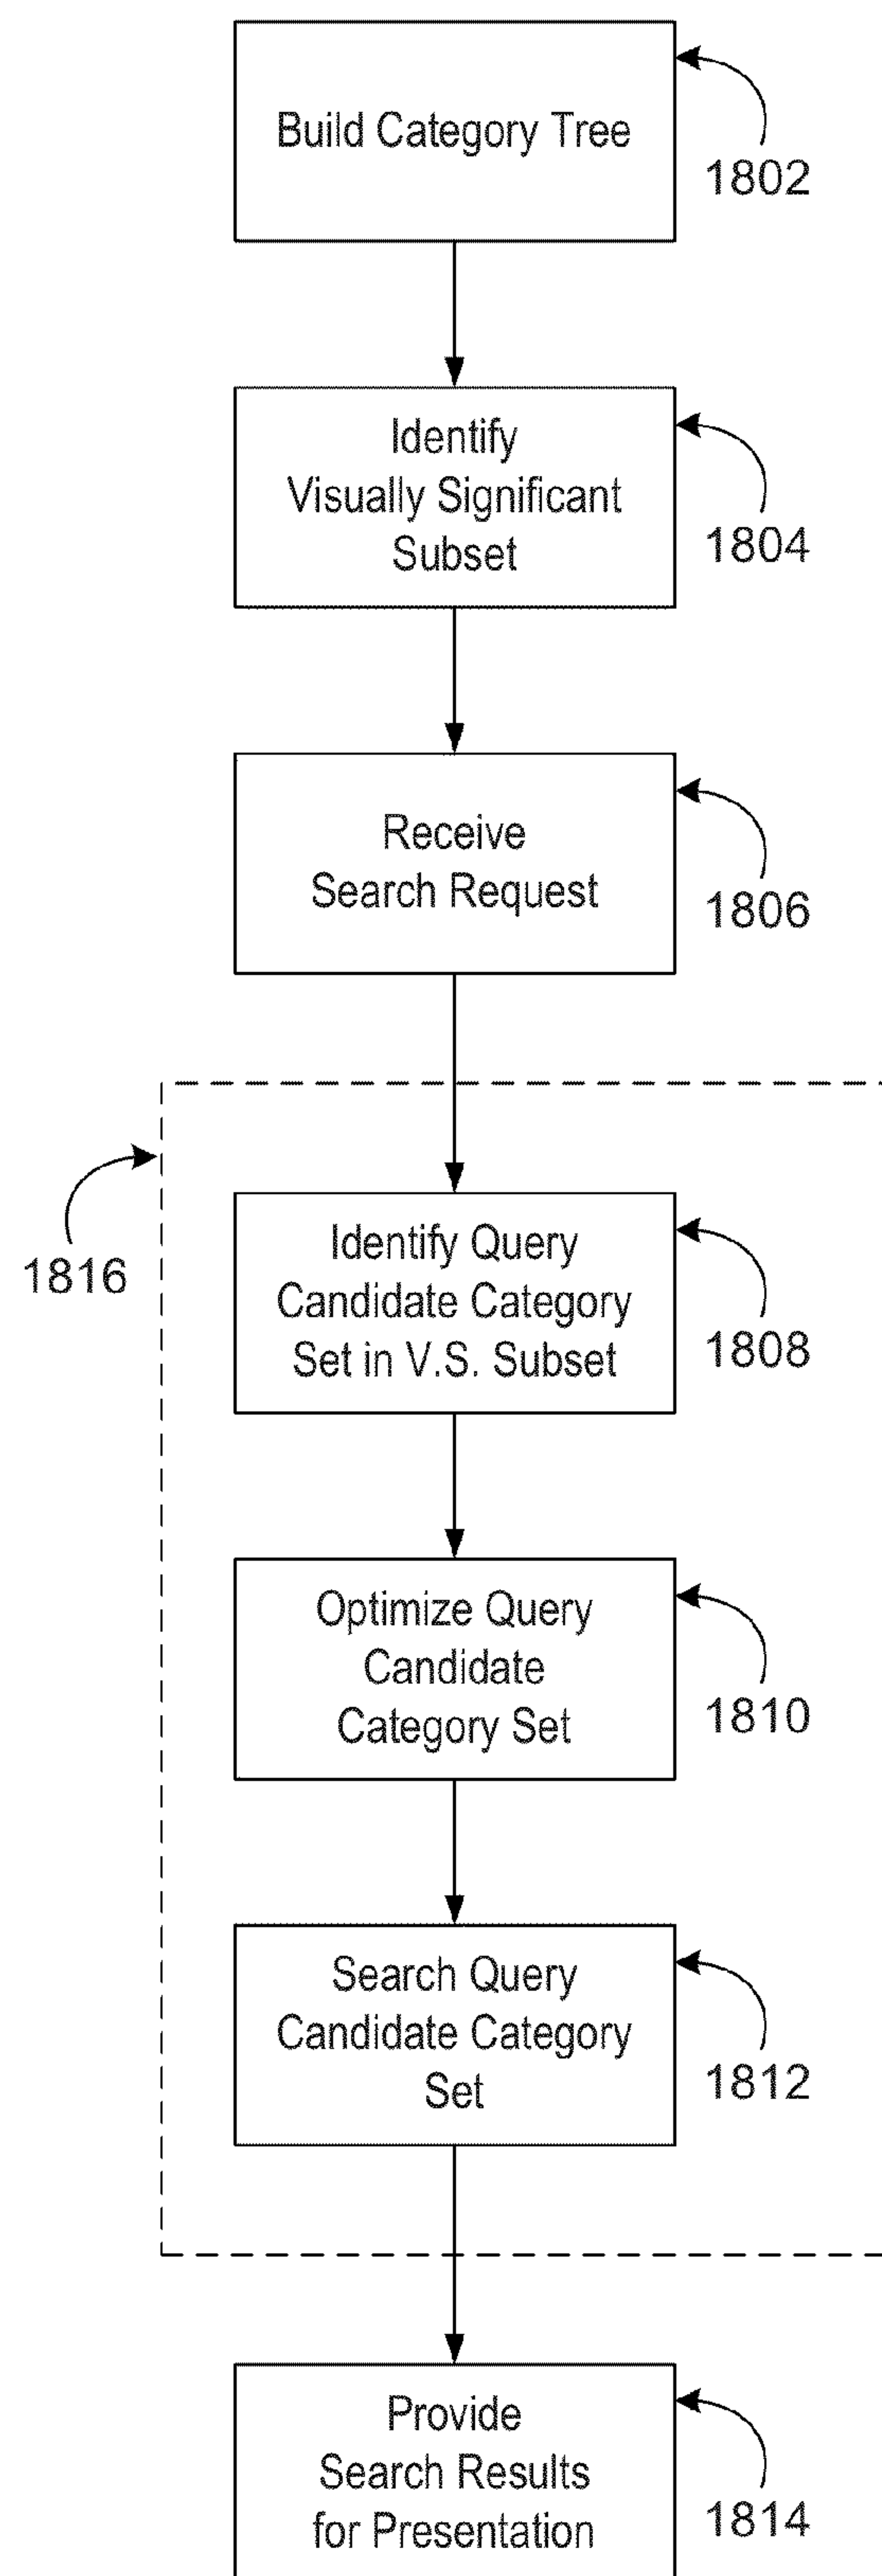 Build Category Tree
1802
Identify
Visually Significant
Subset
1804
Receive
Search Request
1806
1816
Identify Query
Candidate Category
Set in V.S. Subset
1808
Optimize Query
Candidate
Category Set
1810
Search Query
Candidate Category
Set
1812
Provide
Search Results
for Presentation
1814